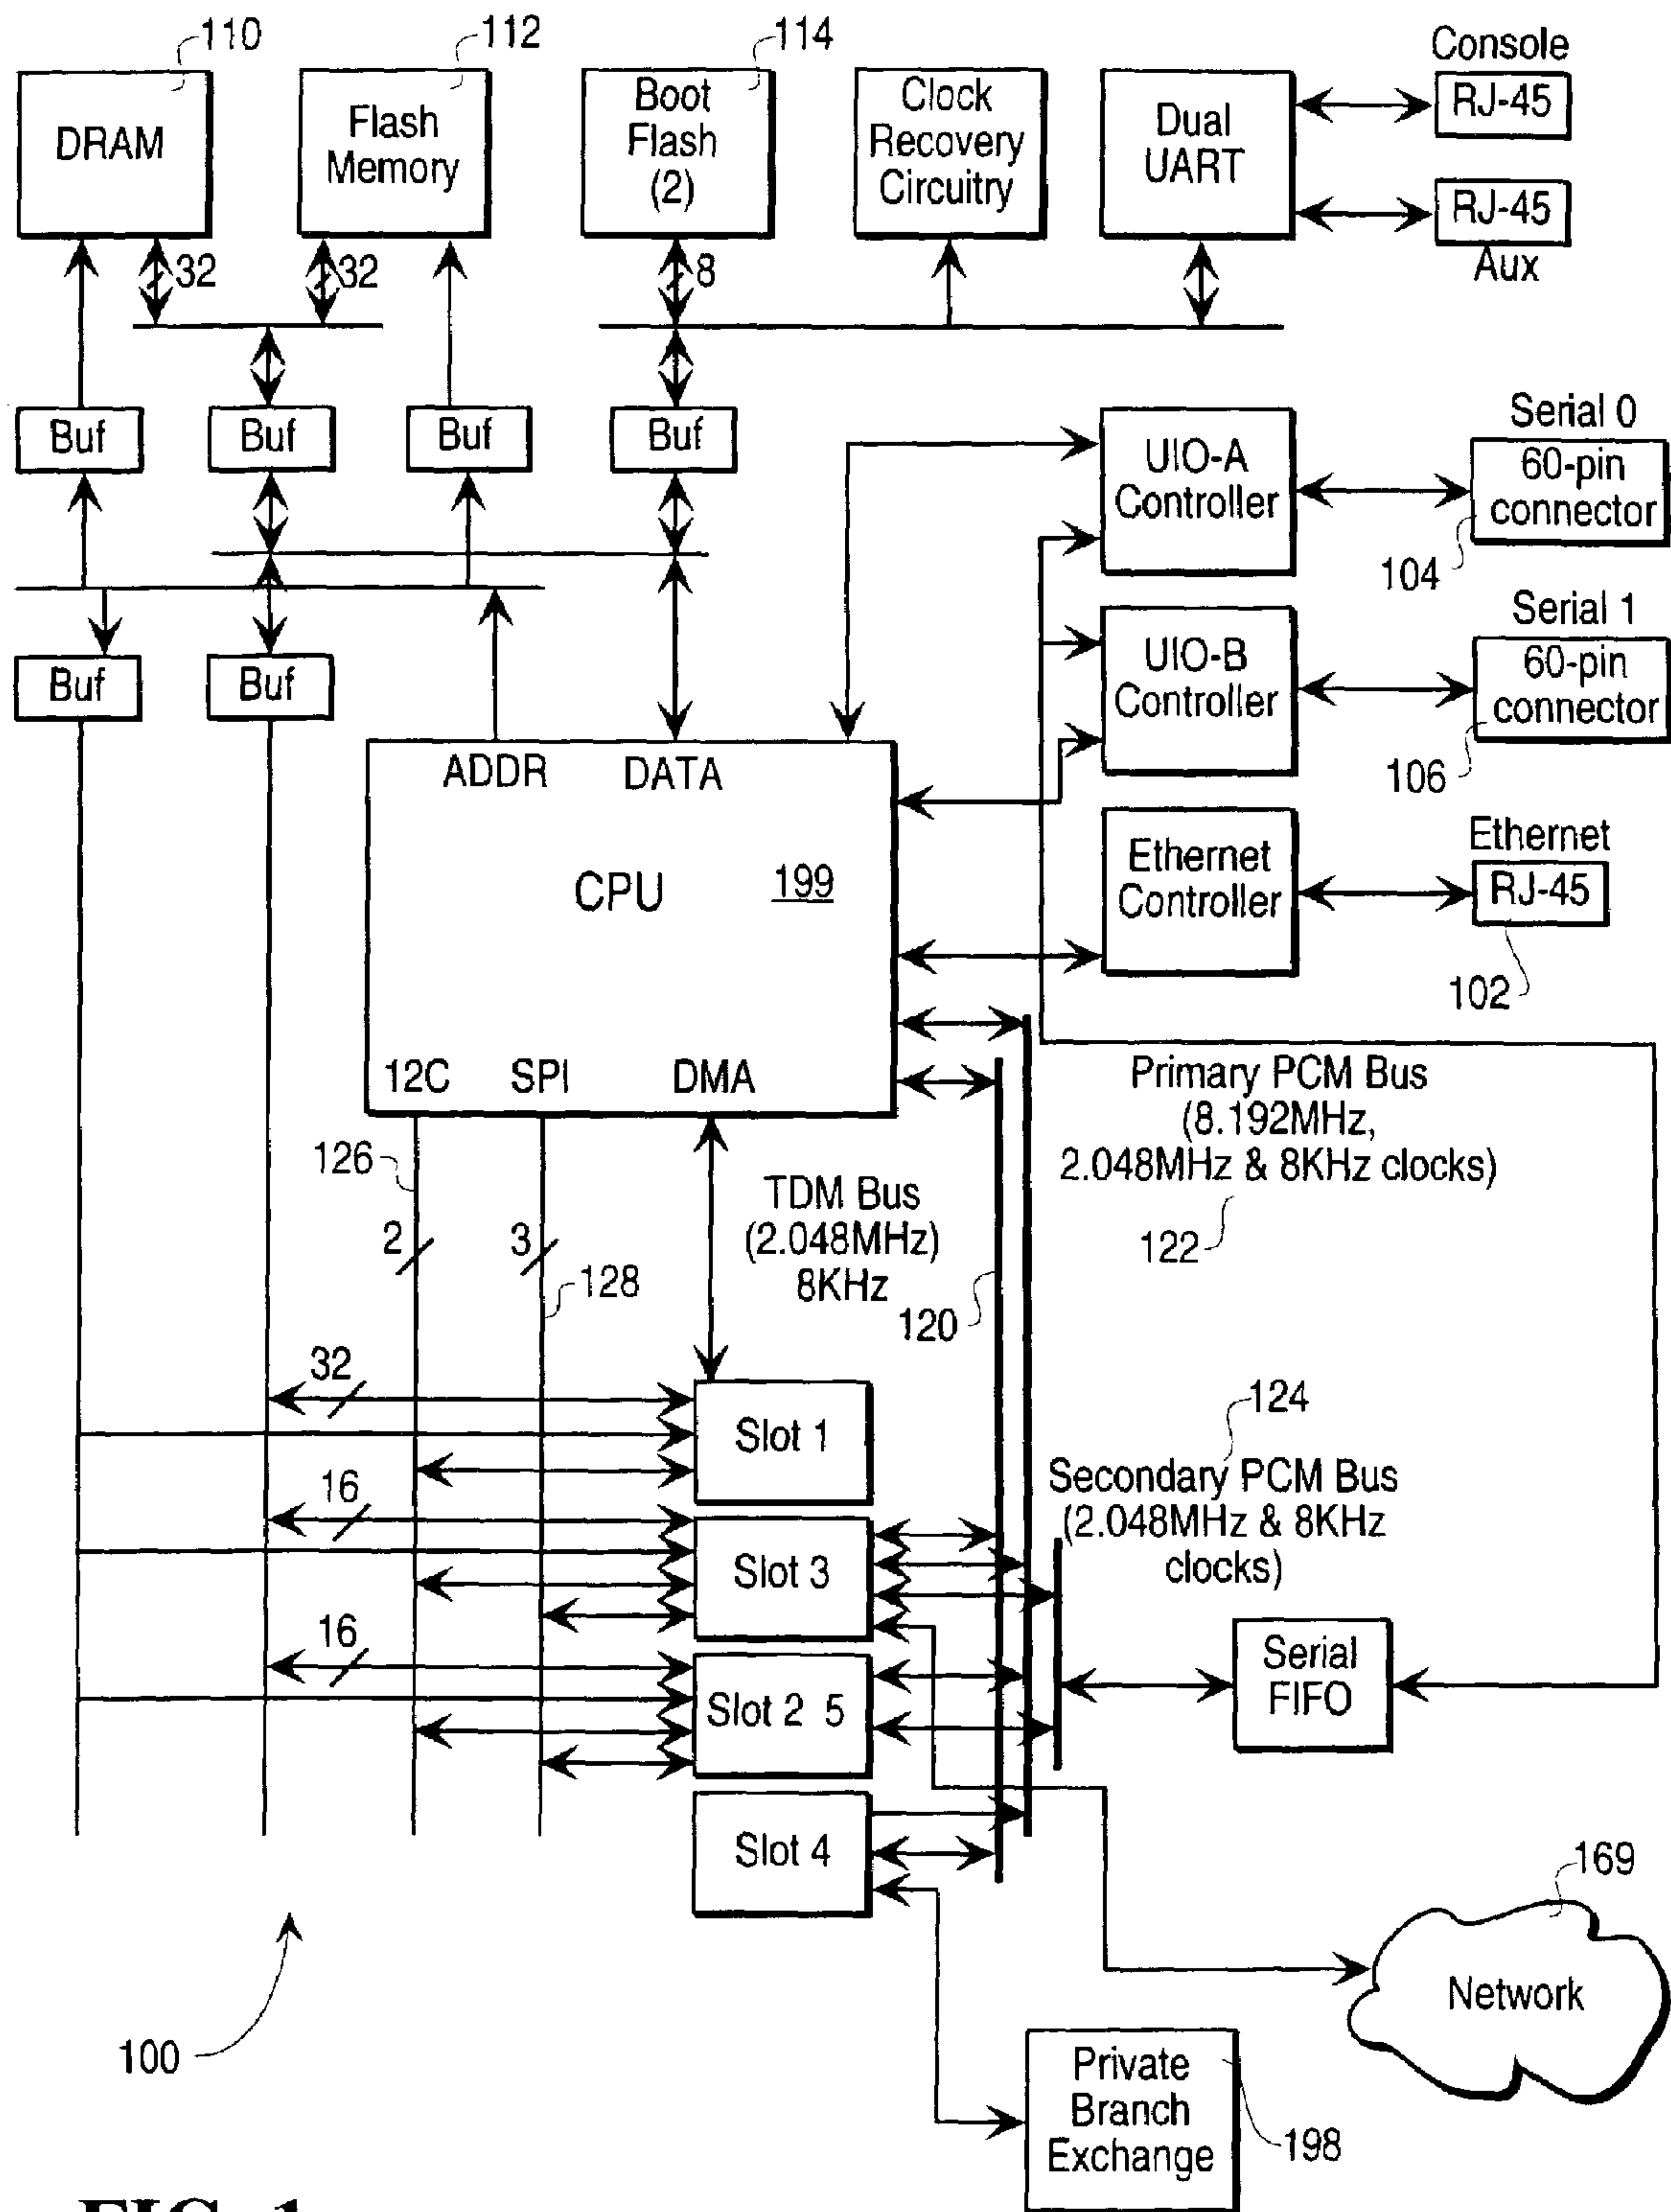 110
112
114
Console
DRAM
Flash
Memory
Boot
Flash
(2)
Clock
Recovery
Circuitry
Dual
UART
RJ-45
RJ-45
Aux
32
32
8
Buf
Buf
Buf
Buf
UIO-A
Controller
Serial 0
60-pin
connector
104
Buf
Buf
UIO-B
Controller
Serial 1
60-pin
connector
106
ADDR
DATA
CPU
199
Ethernet
Controller
Ethernet
RJ-45
102
12C
SPI
DMA
Primary PCM Bus
(8.192MHz,
2.048MHz & 8KHz clocks)
122
126
2
3
128
TDM Bus
(2.048MHz)
8KHz
120
32
Slot 1
124
Secondary PCM Bus
(2.048MHz & 8KHz
clocks)
16
Slot 3
16
Slot 2 5
Serial
FIFO
Slot 4
169
Network
100
Private
Branch
Exchange
198
FIG. 1